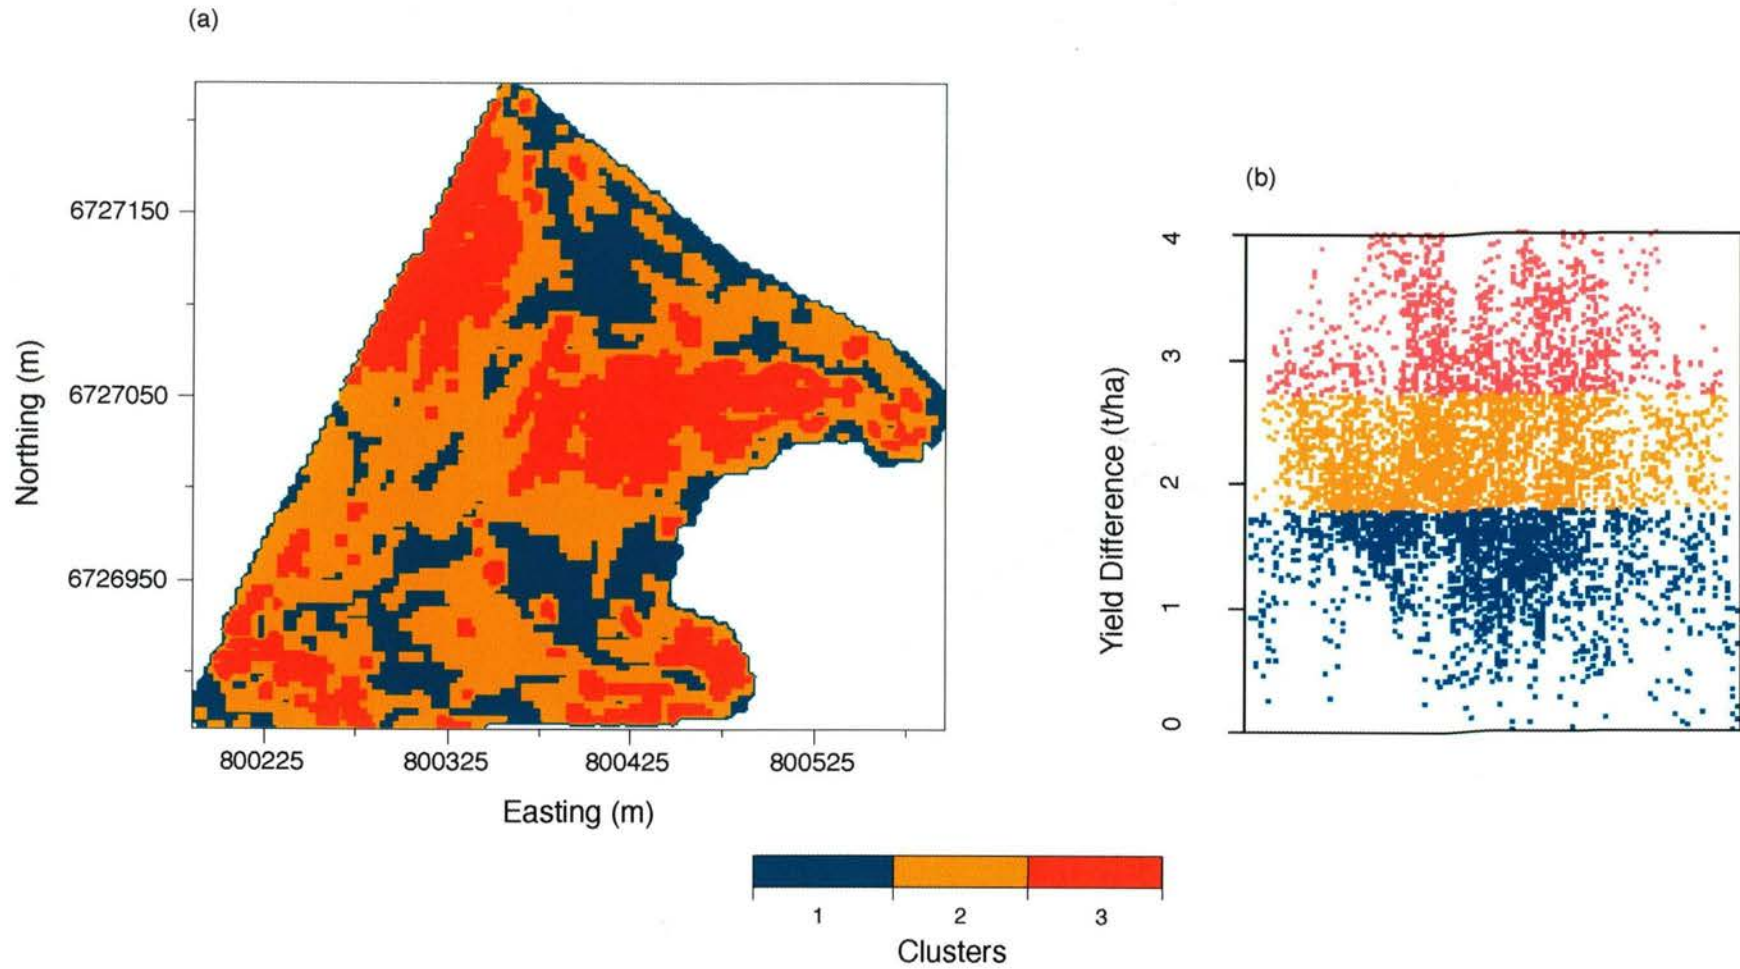 (a)
Northing (m)
6727150
6727050
6726950
800225 800325 800425 800525
Easting (m)
(b)
Yield Difference (t/ha)
4
3
2
1
0
1 2 3
Clusters